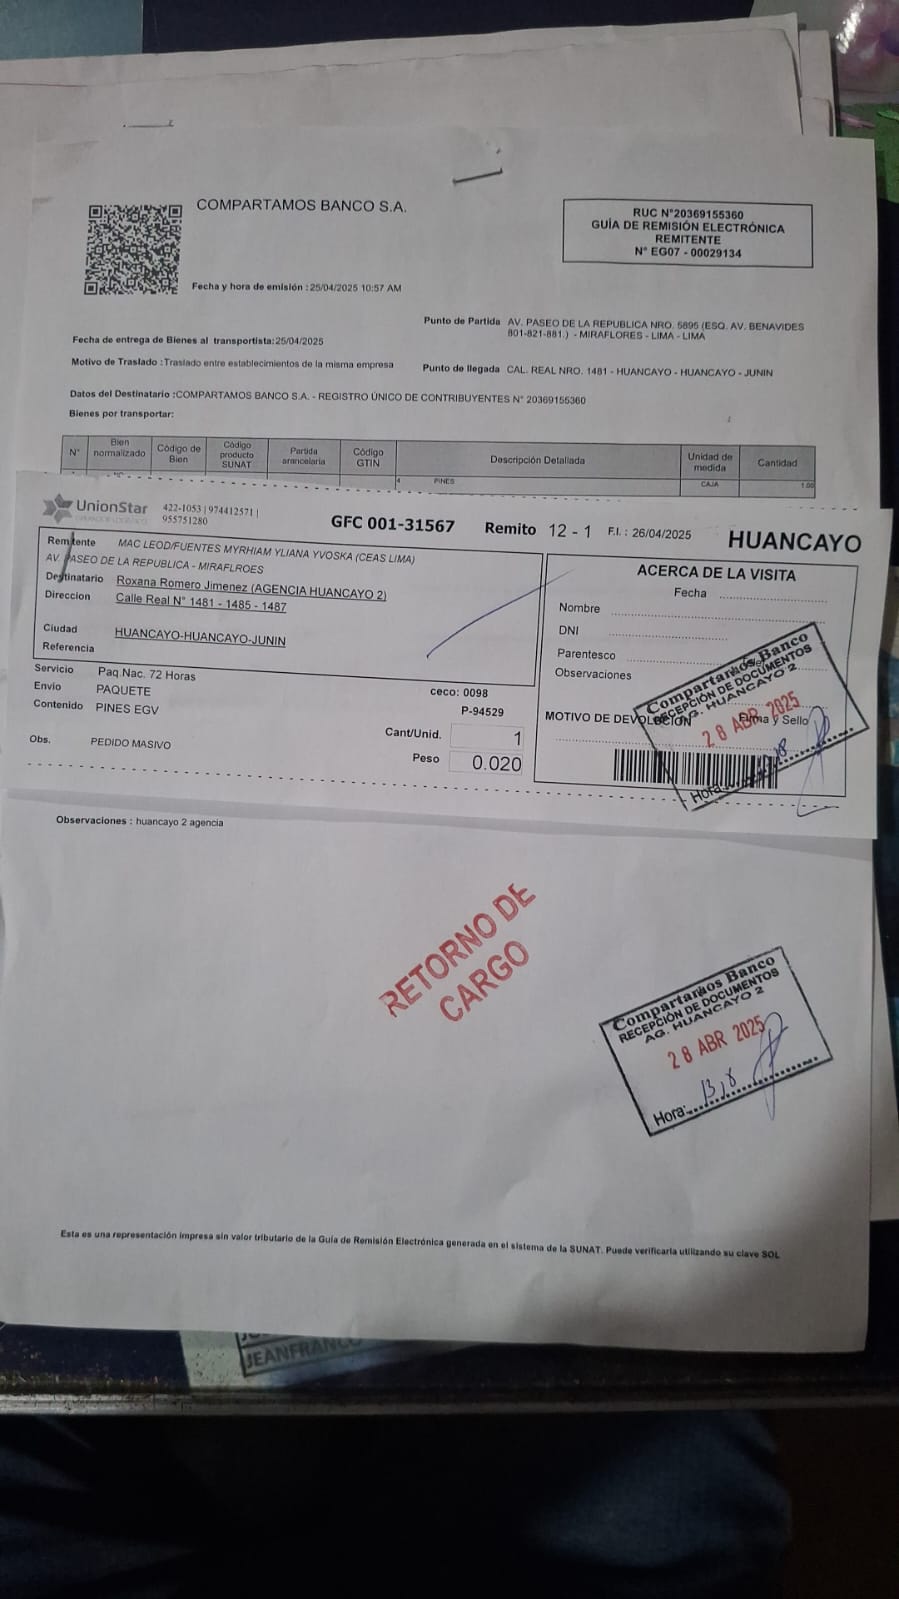 COMPARTAMOS BANCO S.A.
RUC N°20369155360
GUÍA DE REMISIÓN ELECTRÓNICA
REMITENTE
N° EG07 - 00029134
Fecha y hora de emisión : 25/04/2025 10:57 AM
Punto de Partida AV. PASEO DE LA REPUBLICA NRO. 5895 (ESQ. AV. BENAVIDES
801-821-881.) - MIRAFLORES - LIMA - LIMA
Fecha de entrega de Bienes al transportista: 25/04/2025
Motivo de Traslado : Traslado entre establecimientos de la misma empresa
Punto de llegada CAL. REAL NRO. 1481 - HUANCAYO - HUANCAYO - JUNIN
Datos del Destinatario :COMPARTAMOS BANCO S.A. - REGISTRO ÚNICO DE CONTRIBUYENTES N° 20369155360
Bienes por transportar:
N° Bien normalizado Código de Bien Código producto SUNAT Partida arancelaria Código GTIN Descripción Detallada Unidad de medida Cantidad
PINES CAJA 1.00
UnionStar
422-1053 | 974412571 |
955751280
GFC 001-31567 Remito 12 - 1 F.I.: 26/04/2025 HUANCAYO
Remitente MAC LEOD/FUENTES MYRHIAM YLIANA YVOSKA (CEAS LIMA)
AV. PASEO DE LA REPUBLICA - MIRAFLROES
Destinatario Roxana Romero Jimenez (AGENCIA HUANCAYO 2)
Direccion Calle Real N° 1481 - 1485 - 1487
Ciudad HUANCAYO-HUANCAYO-JUNIN
Referencia
Servicio Paq.Nac. 72 Horas
Envio PAQUETE
Contenido PINES EGV
ceco: 0098
P-94529
Cant/Unid. 1
Peso 0.020
Obs. PEDIDO MASIVO
ACERCA DE LA VISITA
Fecha
Nombre
DNI
Parentesco
Observaciones
MOTIVO DE DEVOLUCION
Firma y Sello
Compartamos Banco
RECEPCIÓN DE DOCUMENTOS
AG. HUANCAYO 2
28 ABR 2025
Hora:
Observaciones : huancayo 2 agencia
RETORNO DE
CARGO
Compartamos Banco
RECEPCIÓN DE DOCUMENTOS
AG. HUANCAYO 2
28 ABR 2025
Hora:
Esta es una representación impresa sin valor tributario de la Guía de Remisión Electrónica generada en el sistema de la SUNAT. Puede verificarla utilizando su clave SOL
JEANFRANCO